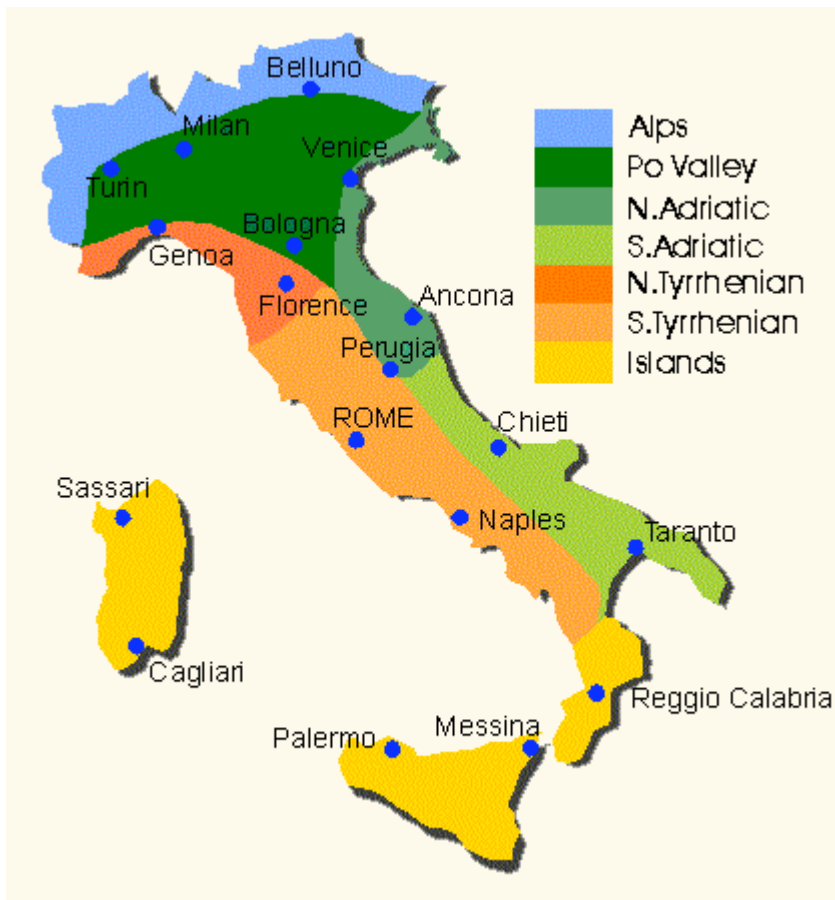 Belluno
Milan
Venice
Turin
Bologna
Genoa
Florence
Ancona
Perugia
ROME
Chieti
Sassari
Naples
Taranto
Cagliari
Reggio Calabria
Messina
Palermo
Alps
Po Valley
N.Adriatic
S.Adriatic
N.Tyrrhenian
S.Tyrrhenian
Islands